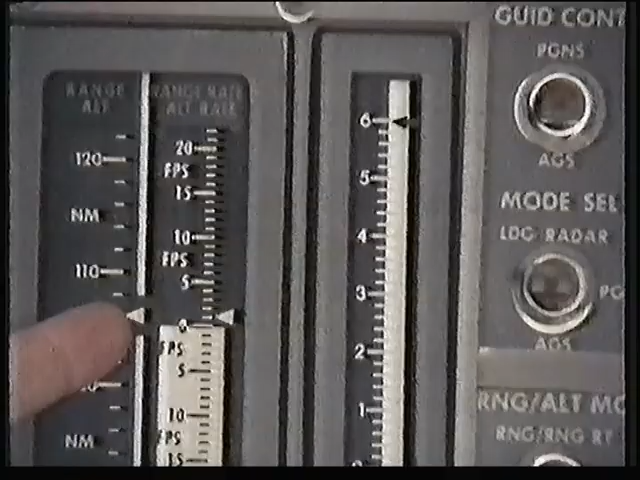 RANGE
ALT
RANGE RATE
ALT RATE
120
NM
110
NM
20
FPS
15
10
FPS
5
0
FPS
5
10
FPS
15
6
5
4
3
2
1
GUID CONT
PGNS
AGS
MODE SEL
LDG RADAR
PG
AGS
RNG/ALT MO
RNG/RNG RT